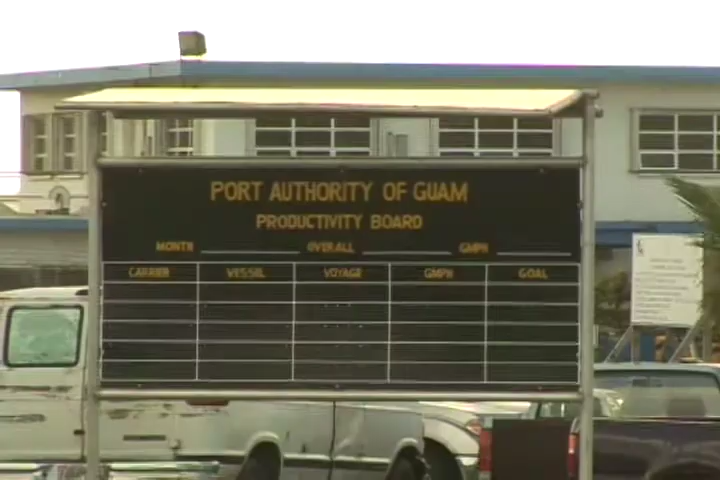 PORT AUTHORITY OF GUAM
PRODUCTIVITY BOARD
MONTH OVERALL GMPH
CARRIER VESSEL VOYAGE GMPH GOAL